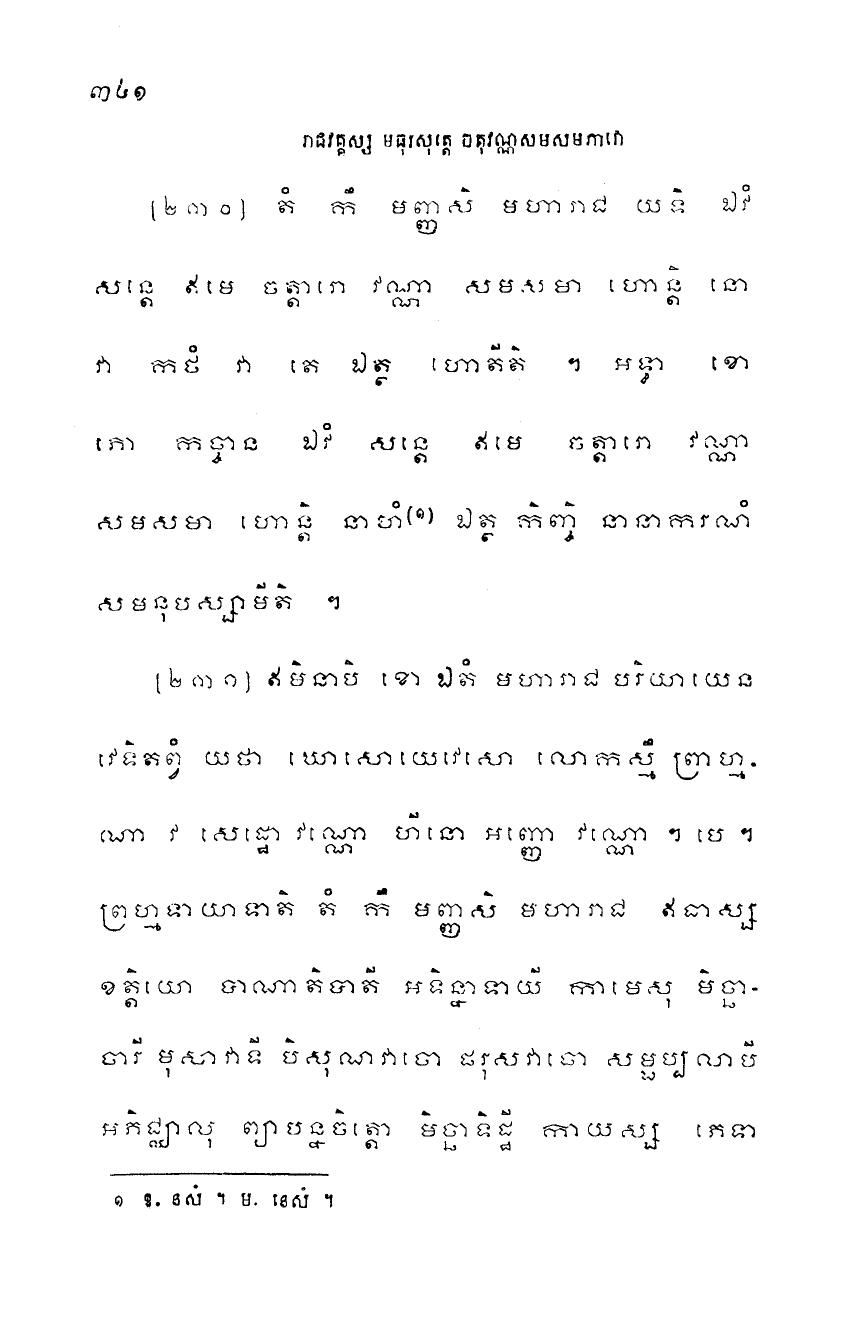 ៣៤១
រាជវគ្គស្ស មធុរសុត្តេ ចតុវណ្ណសមសមភាវោ
[២៣០] តំ កឹ មញ្ញសិ មហារាជ យទិ ឯវំ
សន្តេ ឥមេ ចត្តារោ វណ្ណា សមសមា ហោន្តិ នោ
វា កថំ វា តេ ឯត្ថ ហោតីតិ ។ អទ្ធា ខោ
ភោ កច្ចាន ឯវំ សន្តេ ឥមេ ចត្តារោ វណ្ណា
សមសមា ហោន្តិ នាហំ(១) ឯត្ថ កិញ្ចិ នានាករណំ
សមនុបស្សាមីតិ ។
[២៣១] ឥមិនាបិ ខោ ឯតំ មហារាជ បរិយាយេន
វេទិតព្វំ យថា ឃោសោយេវេសោ លោកស្មឹ ព្រាហ្ម.
ណា វ សេដ្ឋោ វណ្ណោ ហីនោ អញ្ញោ វណ្ណោ ។ បេ ។
ព្រហ្មទាយាទាតិ តំ កឹ មញ្ញសិ មហារាជ ឥធាស្ស
ខត្តិយោ បាណាតិបាតី អទិន្នាទាយី កាមេសុ មិច្ឆា-
ចារី មុសាវាទី បិសុណវាចោ ផរុសវាចោ សម្ផប្បលាបី
អភិជ្ឈាលុ ព្យាបន្នចិត្តោ មិច្ឆាទិដ្ឋី កាយស្ស ភេទា
១ ឱ. នេសំ ។ ម. នេសំ ។